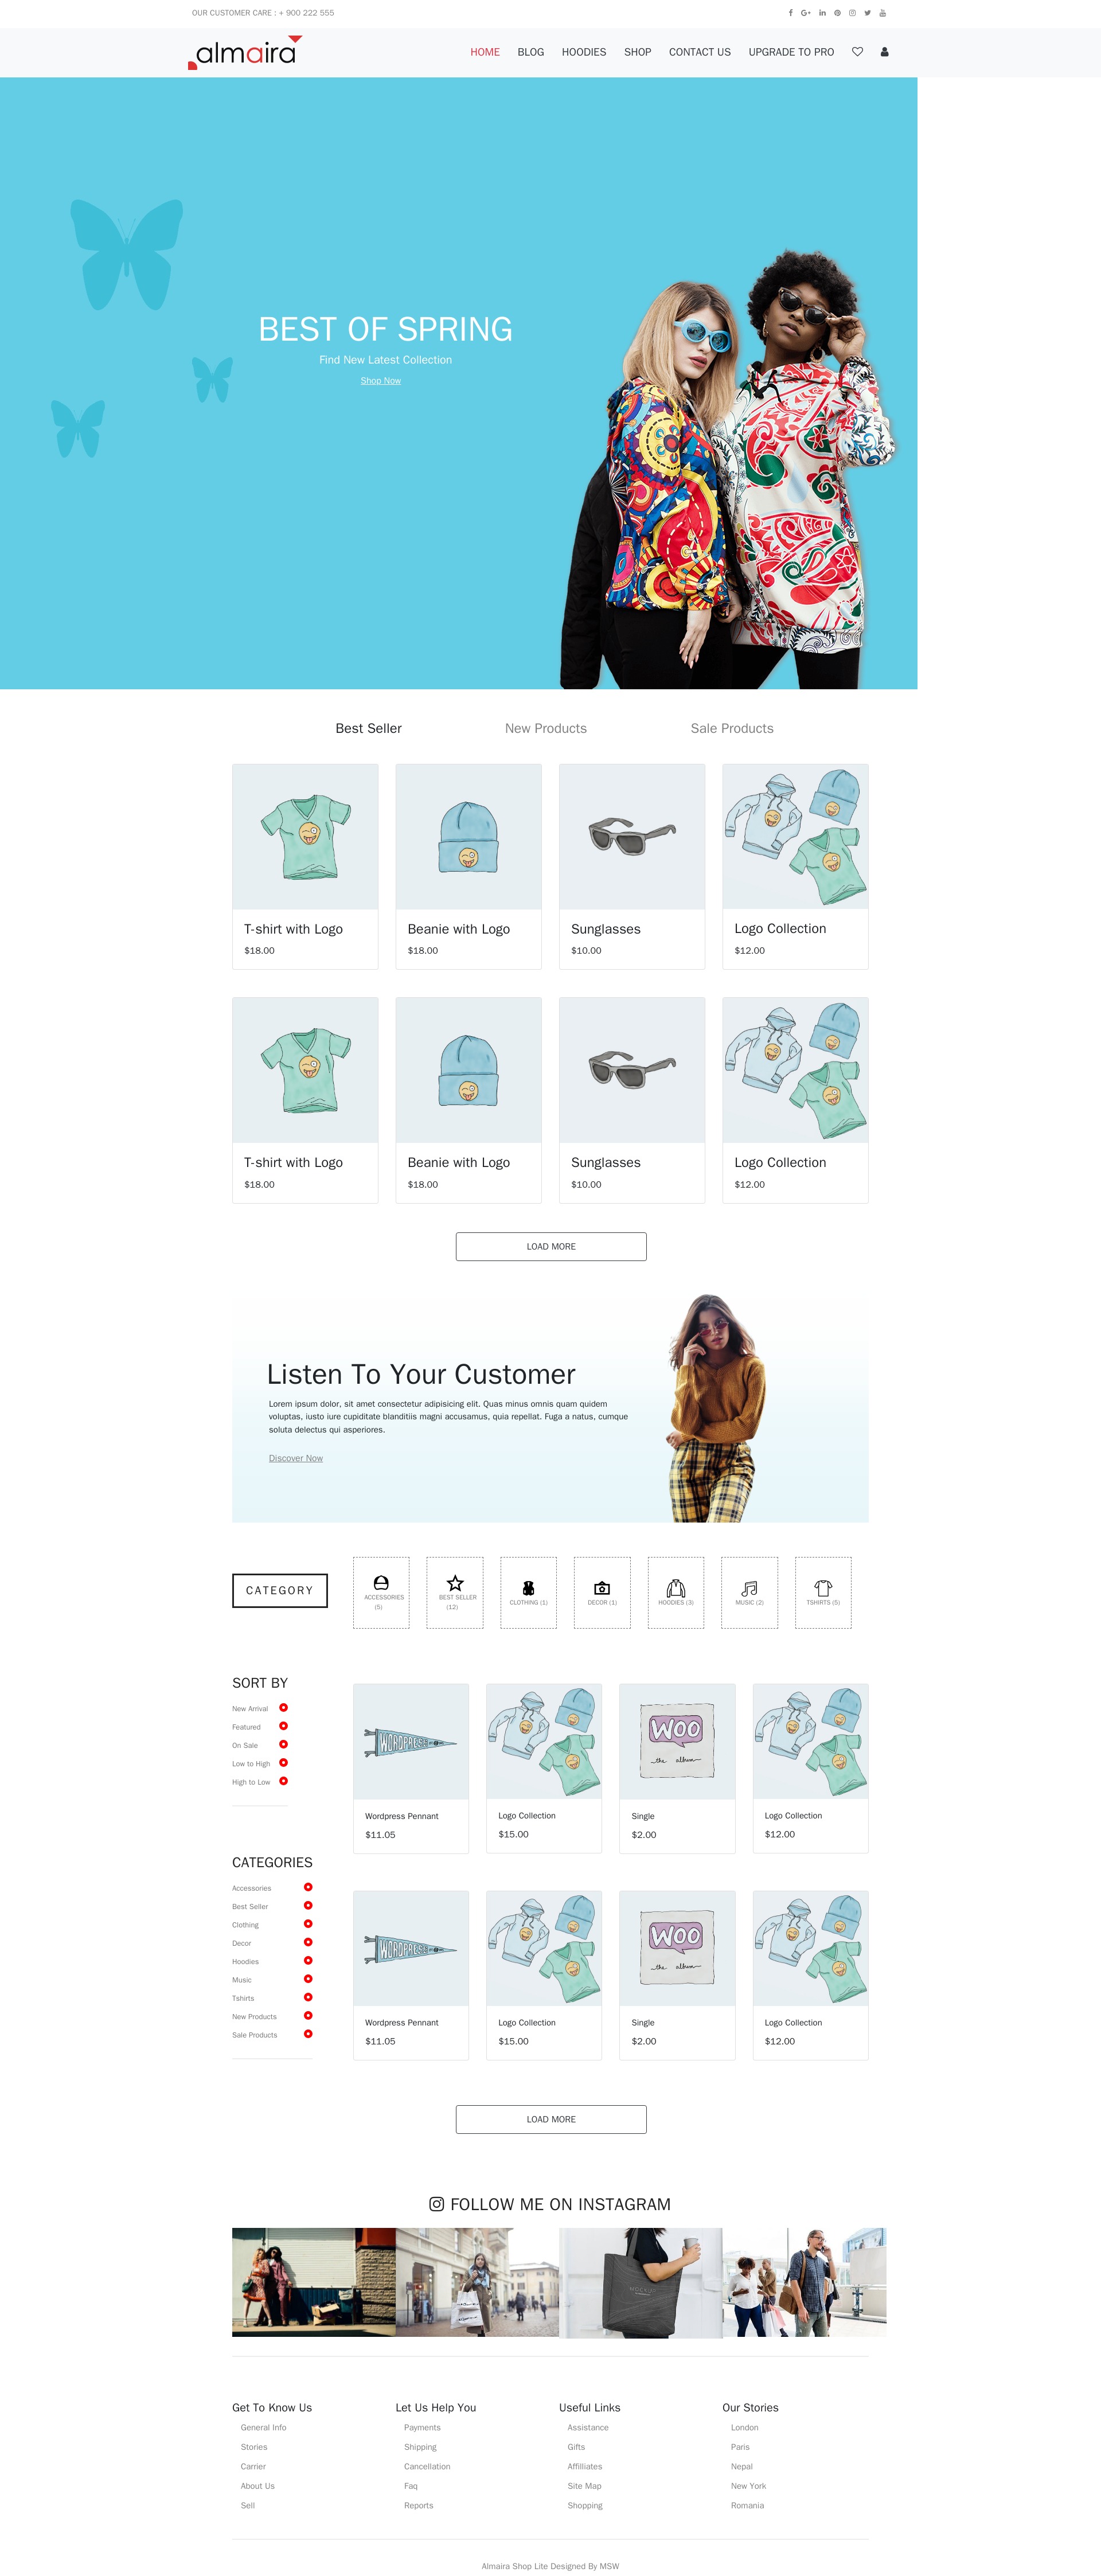 OUR CUSTOMER CARE : + 900 222 555
almaira
HOME BLOG HOODIES SHOP CONTACT US UPGRADE TO PRO
BEST OF SPRING
Find New Latest Collection
Shop Now
Best Seller New Products Sale Products
T-shirt with Logo Beanie with Logo Sunglasses Logo Collection
$18.00 $18.00 $10.00 $12.00
T-shirt with Logo Beanie with Logo Sunglasses Logo Collection
$18.00 $18.00 $10.00 $12.00
LOAD MORE
Listen To Your Customer
Lorem ipsum dolor, sit amet consectetur adipisicing elit. Quas minus omnis quam quidem
voluptas, iusto iure cupiditate blanditiis magni accusamus, quia repellat. Fuga a natus, cumque
soluta delectus qui asperiores.
Discover Now
CATEGORY
ACCESSORIES
(5)
BEST SELLER
(12)
CLOTHING (1)
DECOR (1)
HOODIES (3)
MUSIC (2)
TSHIRTS (5)
SORT BY
New Arrival
Featured
On Sale
Low to High
High to Low
CATEGORIES
Accessories
Best Seller
Clothing
Decor
Hoodies
Music
Tshirts
New Products
Sale Products
WORDPRESS
WOO
the album
Wordpress Pennant Logo Collection Single Logo Collection
$11.05 $15.00 $2.00 $12.00
WORDPRESS
WOO
the album
Wordpress Pennant Logo Collection Single Logo Collection
$11.05 $15.00 $2.00 $12.00
LOAD MORE
FOLLOW ME ON INSTAGRAM
Get To Know Us
General Info
Stories
Carrier
About Us
Sell
Let Us Help You
Payments
Shipping
Cancellation
Faq
Reports
Useful Links
Assistance
Gifts
Affilliates
Site Map
Shopping
Our Stories
London
Paris
Nepal
New York
Romania
Almaira Shop Lite Designed By MSW